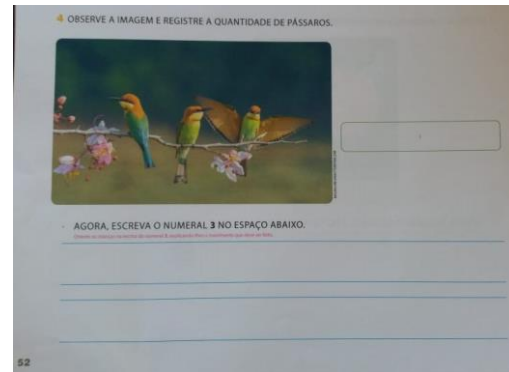 4 OBSERVE A IMAGEM E REGISTRE A QUANTIDADE DE PÁSSAROS.
AGORA, ESCREVA O NUMERAL 3 NO ESPAÇO ABAIXO.
52